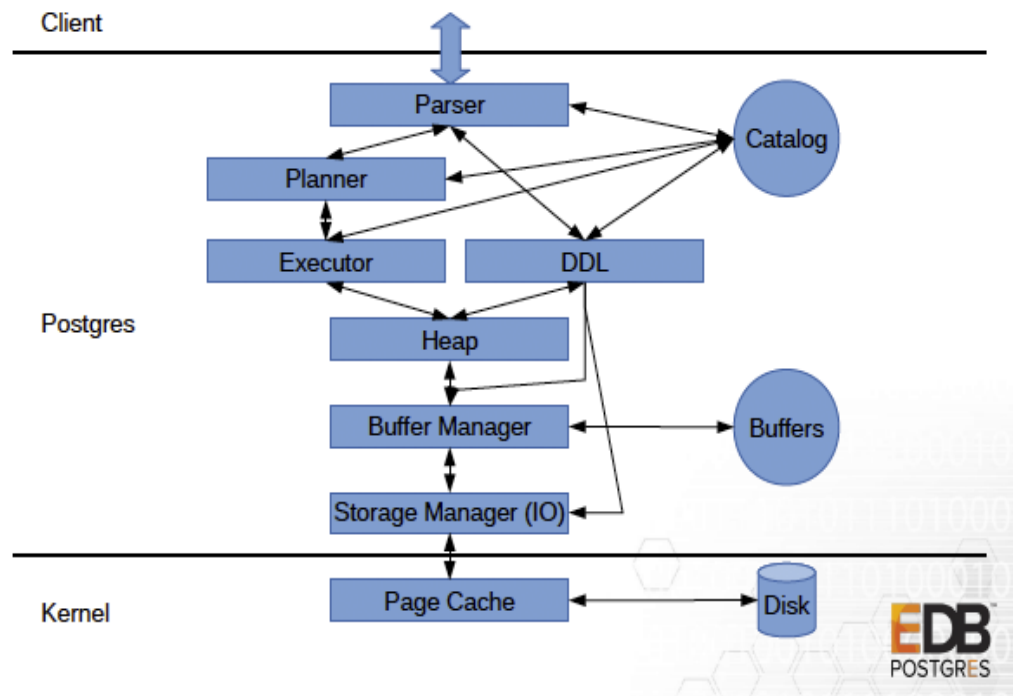 Client
Parser
Catalog
Planner
Executor
DDL
Postgres
Heap
Buffer Manager
Buffers
Storage Manager (IO)
Kernel
Page Cache
Disk
EDB™
POSTGRES